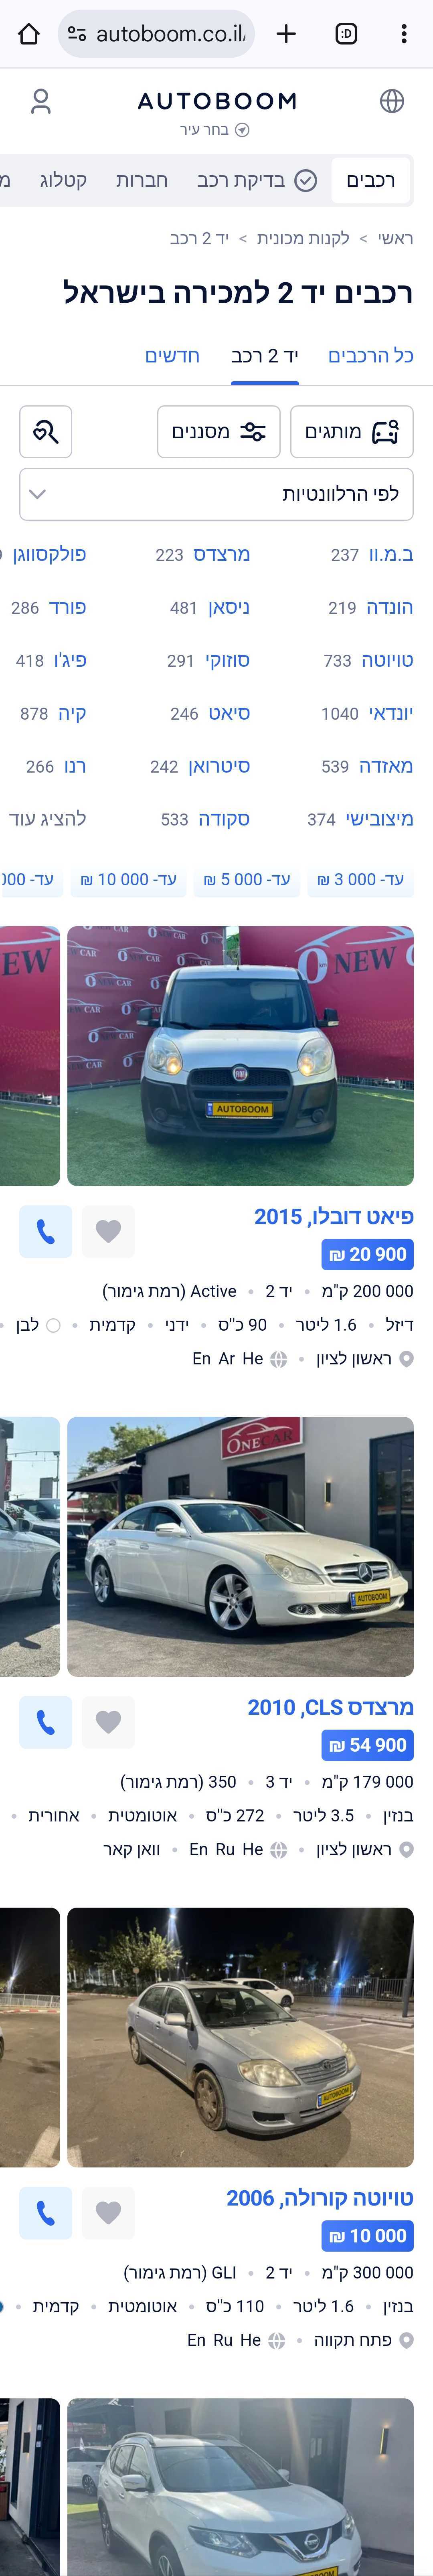 autoboom.co.il/
:D
AUTOBOOM
בחר עיר
רכבים בדיקת רכב חברות קטלוג
ראשי > לקנות מכונית > יד 2 רכב
רכבים יד 2 למכירה בישראל
כל הרכבים יד 2 רכב חדשים
מותגים מסננים
לפי הרלוונטיות
ב.מ.וו 237 מרצדס 223 פולקסווגן
הונדה 219 ניסאן 481 פורד 286
טויוטה 733 סוזוקי 291 פיג'ו 418
יונדאי 1040 סיאט 246 קיה 878
מאזדה 539 סיטרואן 242 רנו 266
מיצובישי 374 סקודה 533 להציג עוד
עד- 000 3 ₪ עד- 000 5 ₪ עד- 000 10 ₪ עד-
NEW CAR
NEW
EW
AUTOBOOM
פיאט דובלו, 2015
20 900 ₪
200 000 ק"מ • יד 2 • Active (רמת גימור)
דיזל • 1.6 ליטר • 90 כ"ס • ידני • קדמית • לבן •
ראשון לציון • En Ar He
ONECAR
AUTOBOOM
מרצדס CLS, 2010
54 900 ₪
179 000 ק"מ • יד 3 • 350 (רמת גימור)
בנזין • 3.5 ליטר • 272 כ"ס • אוטומטית • אחורית •
ראשון לציון • En Ru He • וואן קאר
AUTOBOOM
טויוטה קורולה, 2006
10 000 ₪
300 000 ק"מ • יד 2 • GLI (רמת גימור)
בנזין • 1.6 ליטר • 110 כ"ס • אוטומטית • קדמית •
פתח תקווה • En Ru He